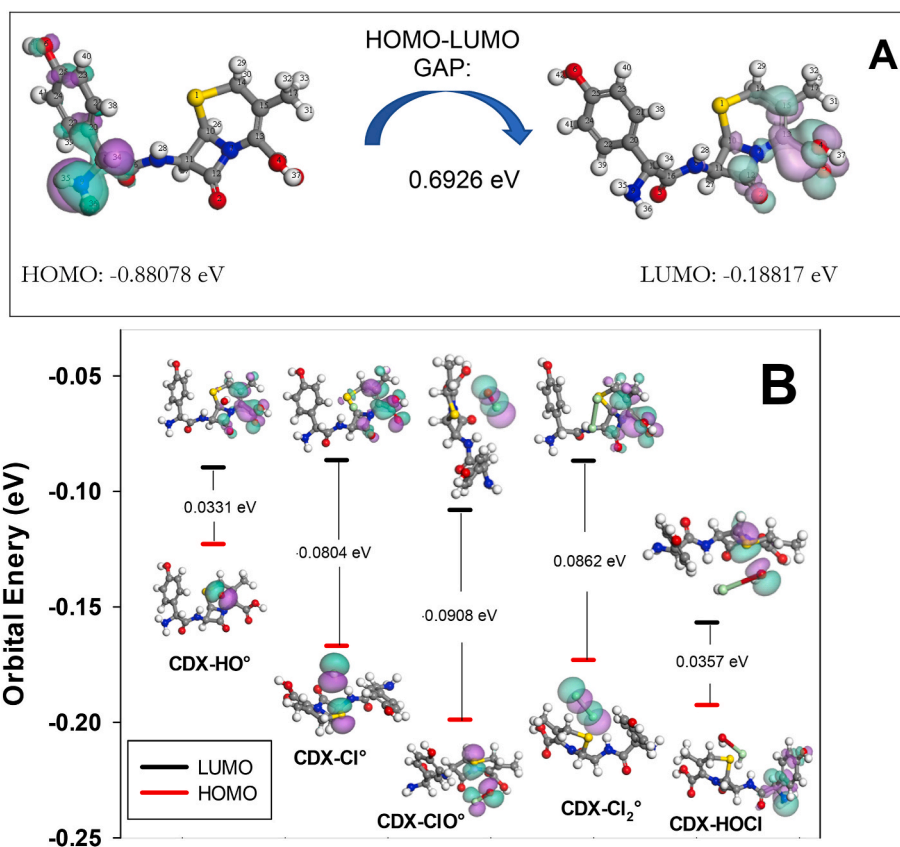 HOMO-LUMO
GAP:
A
0.6926 eV
HOMO: -0.88078 eV
LUMO: -0.18817 eV
B
Orbital Enery (eV)
-0.05
-0.10
-0.15
-0.20
-0.25
0.0331 eV
-0.0804 eV
-0.0908 eV
0.0862 eV
0.0357 eV
CDX-HO°
CDX-Cl°
CDX-ClO°
CDX-Cl₂°
CDX-HOCl
LUMO
HOMO